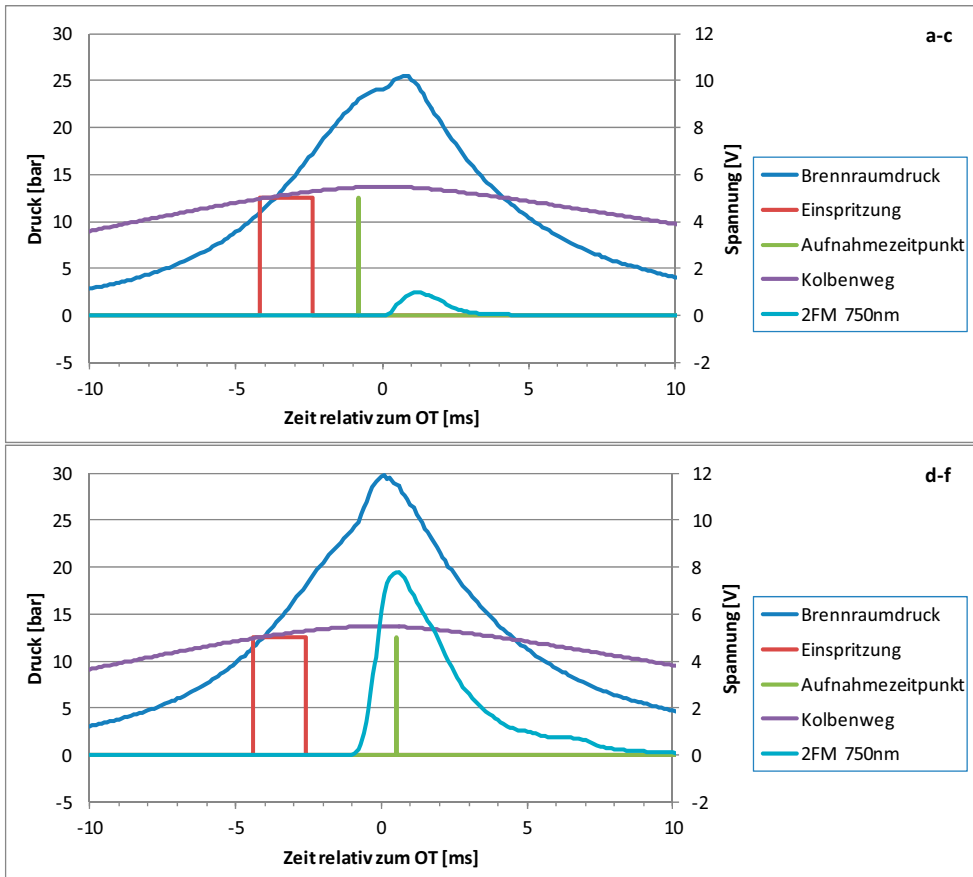 a-c
Druck [bar]
30
25
20
15
10
5
0
-5
12
10
8
6
4
2
0
-2
Spannung [V]
-10
-5
0
5
10
Zeit relativ zum OT [ms]
Brennraumdruck
Einspritzung
Aufnahmezeitpunkt
Kolbenweg
2FM 750nm
d-f
Druck [bar]
30
25
20
15
10
5
0
-5
12
10
8
6
4
2
0
-2
Spannung [V]
-10
-5
0
5
10
Zeit relativ zum OT [ms]
Brennraumdruck
Einspritzung
Aufnahmezeitpunkt
Kolbenweg
2FM 750nm